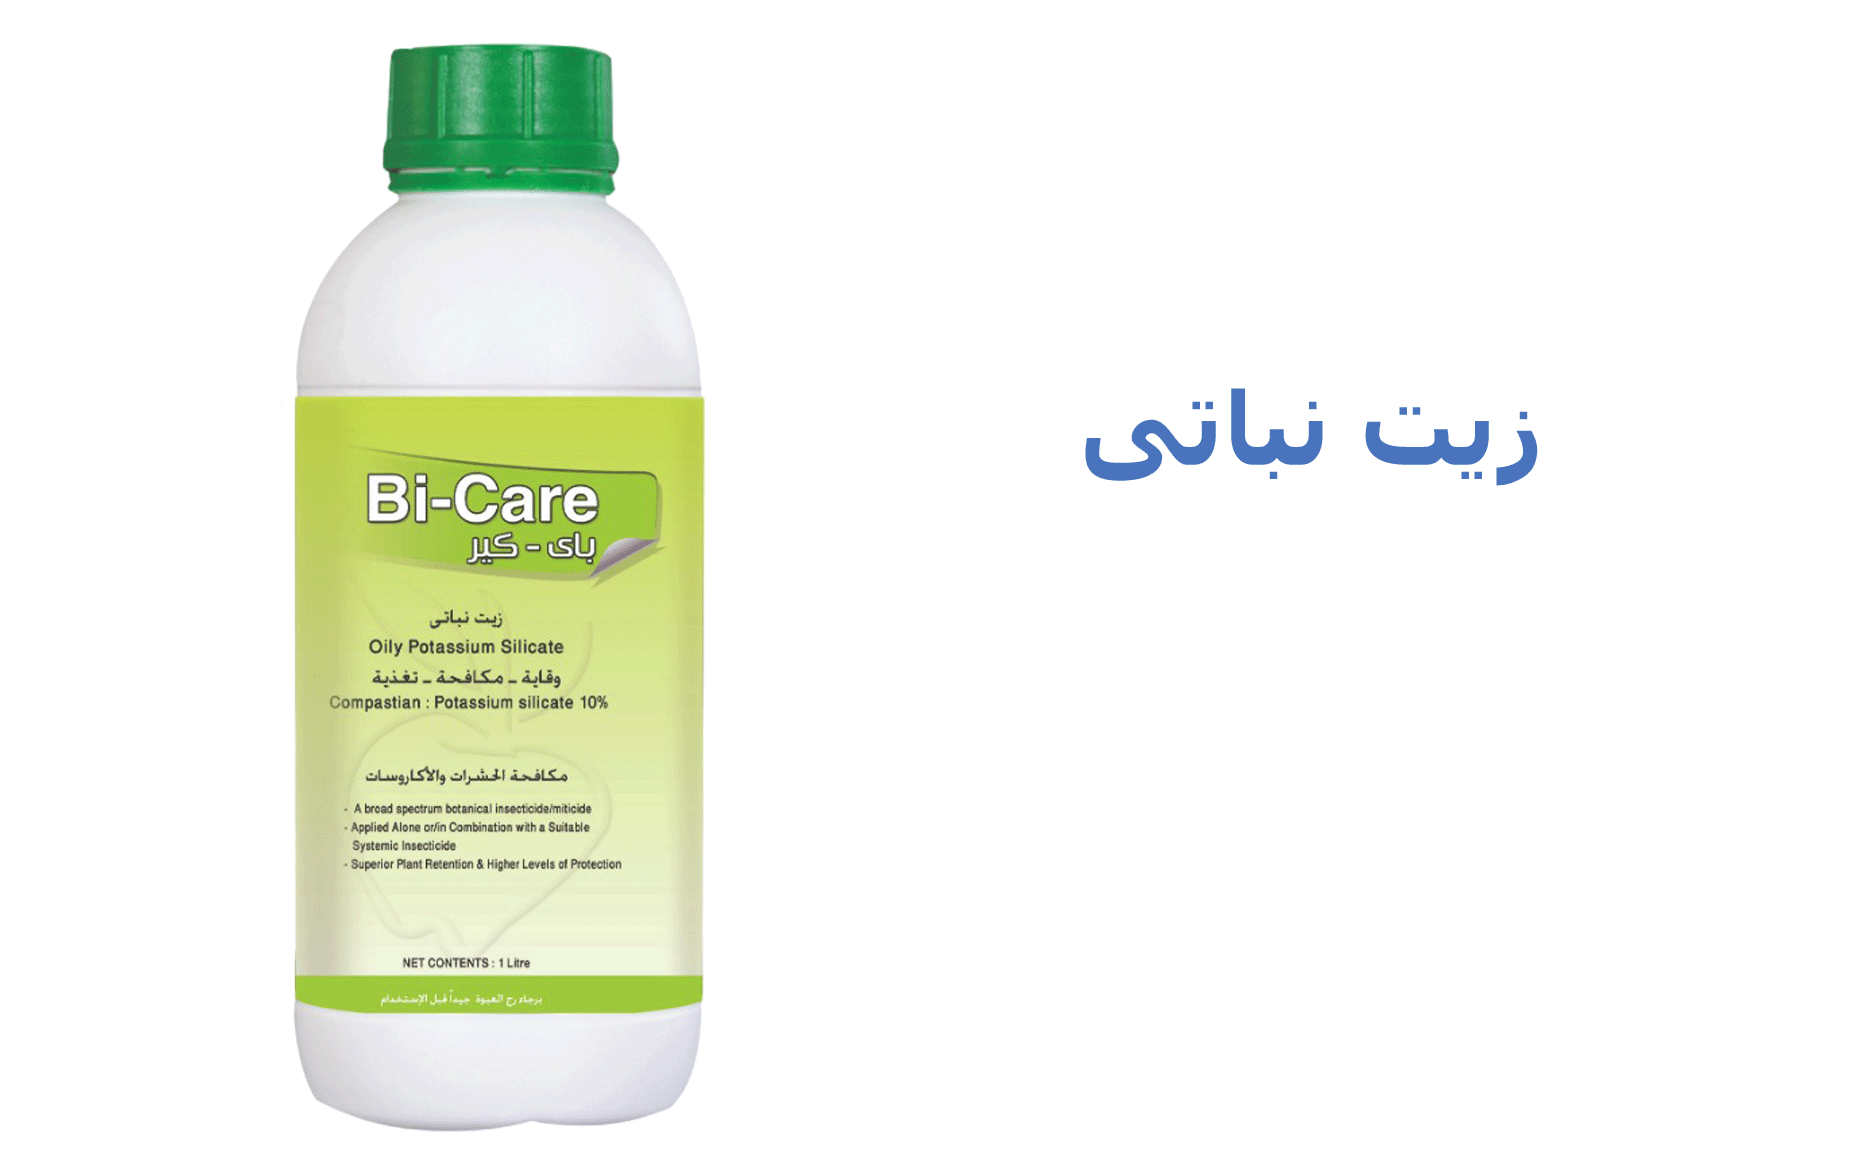 Bi-Care
باى - كير
زيت نباتى
Oily Potassium Silicate
وقاية - مكافحة - تغذية
Compastian : Potassium silicate 10%
مكافحة الحشرات والأكاروسات
- A broad spectrum botanical insecticide/miticide
- Applied Alone or/in Combination with a Suitable
Systemic Insecticide
- Superior Plant Retention & Higher Levels of Protection
NET CONTENTS : 1 Litre
برجاء رج العبوة جيداً قبل الإستخدام
زيت نباتى